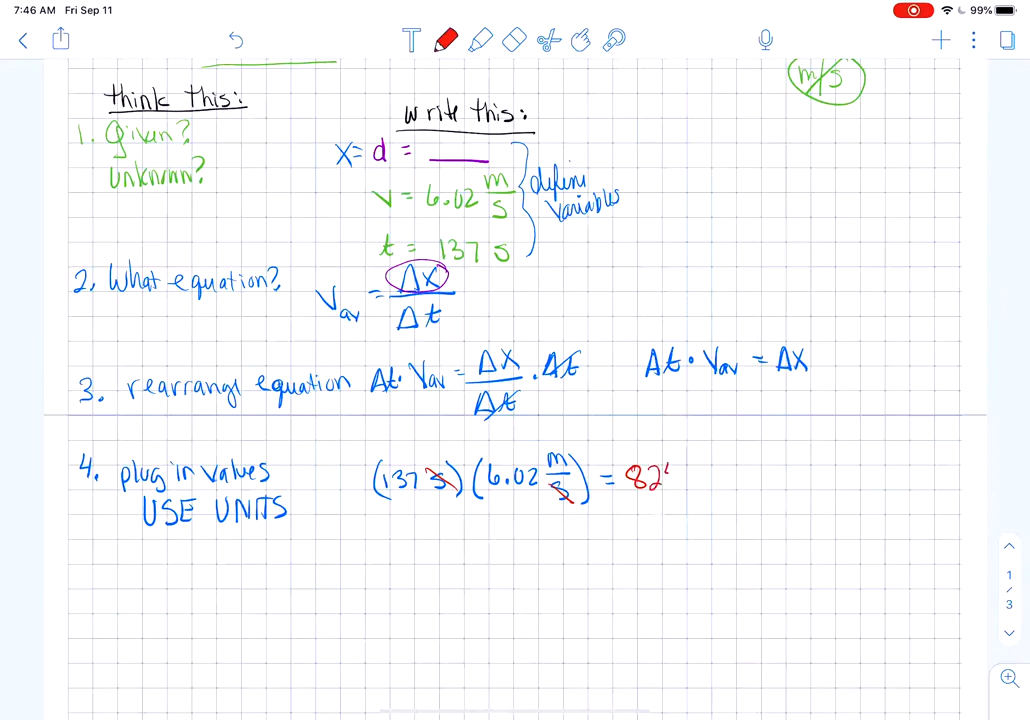 7:46 AM Fri Sep 11
99%
m/s
think this:
write this:
1. Given?
unknown?
x= d = ____
v = 6.02 m/s
t = 137 s
define
variables
2. What equation?
Vav = Δx/Δt
3. rearrange equation Δt · Vav = Δx/Δt · Δt
Δt · Vav = Δx
4. plug in values
USE UNITS
(137 s)(6.02 m/s) = 82
1
/
3